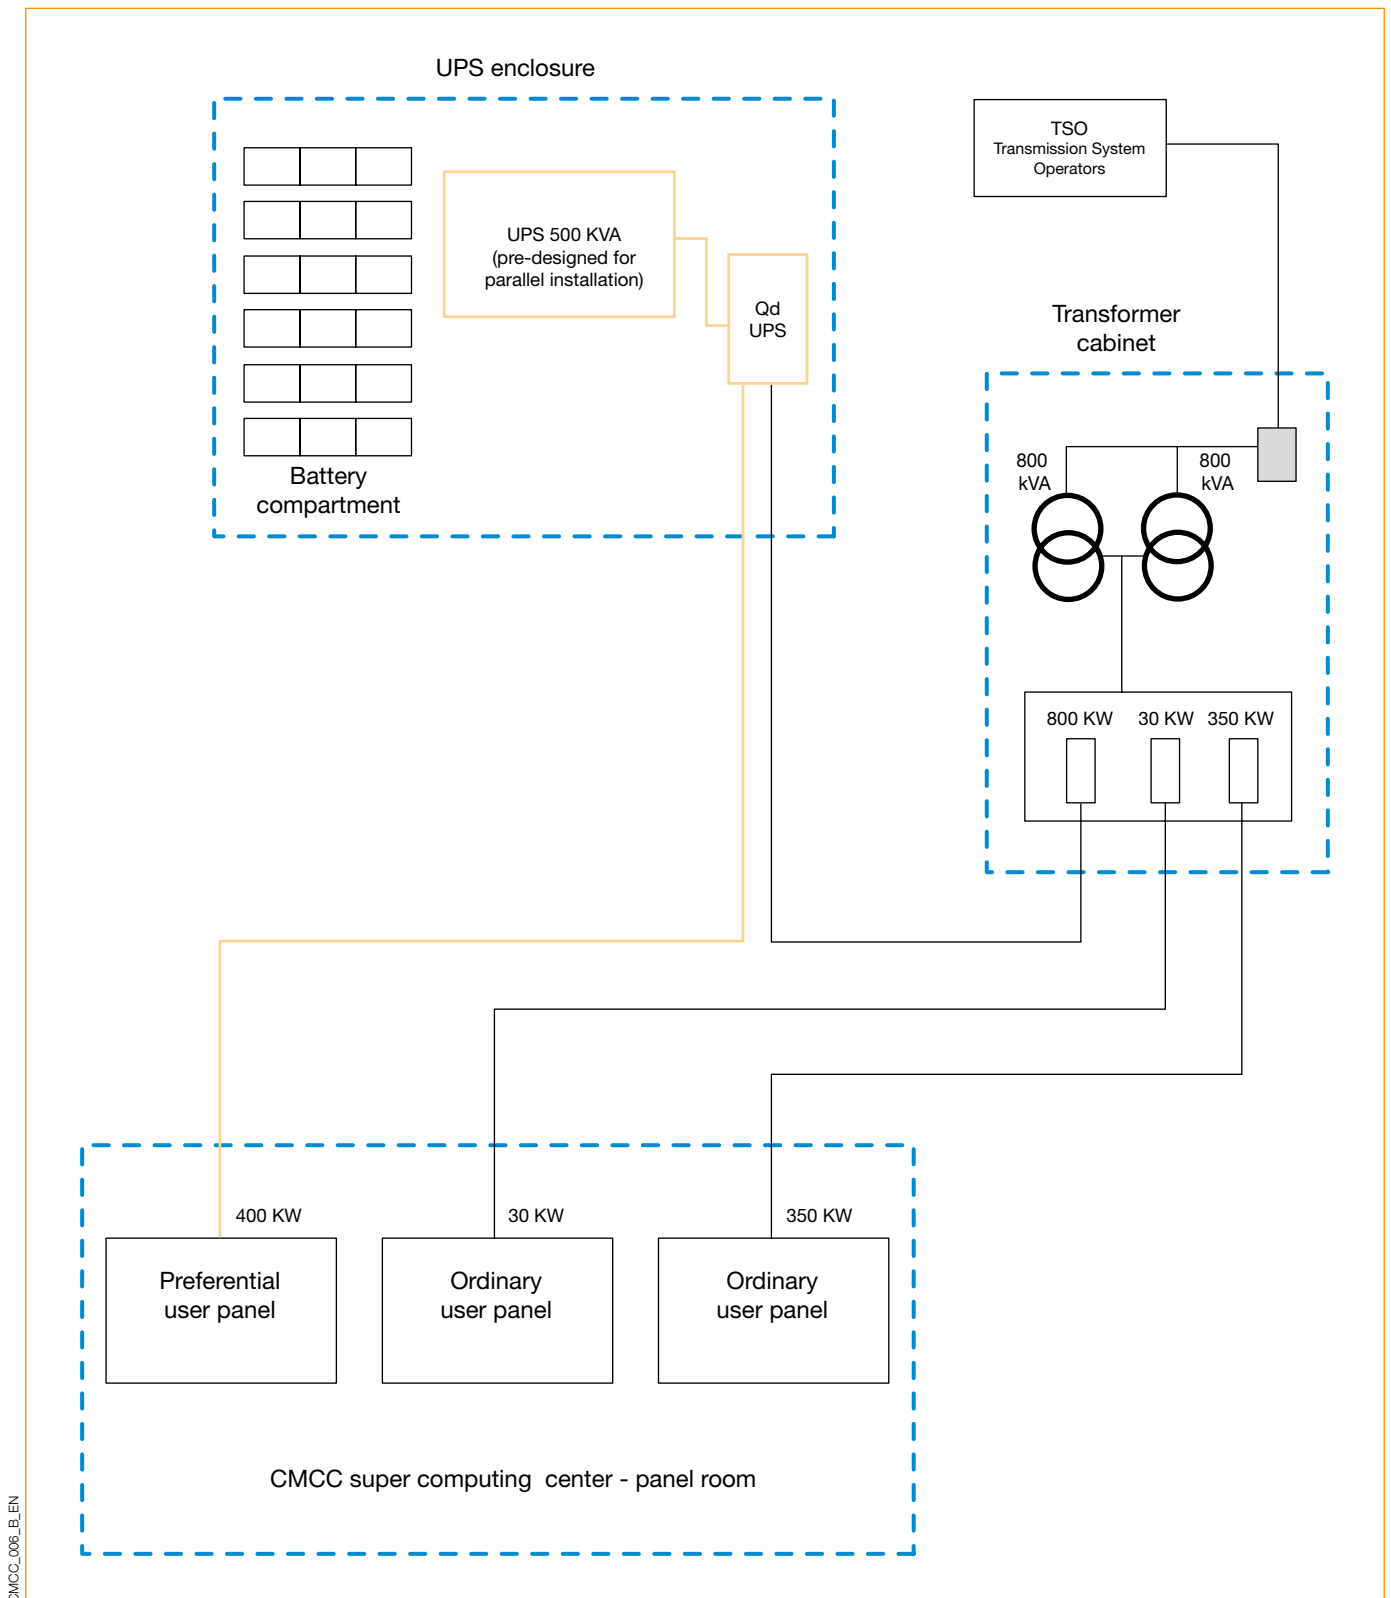 UPS enclosure
TSO
Transmission System
Operators
UPS 500 KVA
(pre-designed for
parallel installation)
Qd
UPS
Battery
compartment
Transformer
cabinet
800
kVA
800
kVA
800 KW
30 KW
350 KW
400 KW
30 KW
350 KW
Preferential
user panel
Ordinary
user panel
Ordinary
user panel
CMCC super computing center - panel room
CMCC_006_B_EN